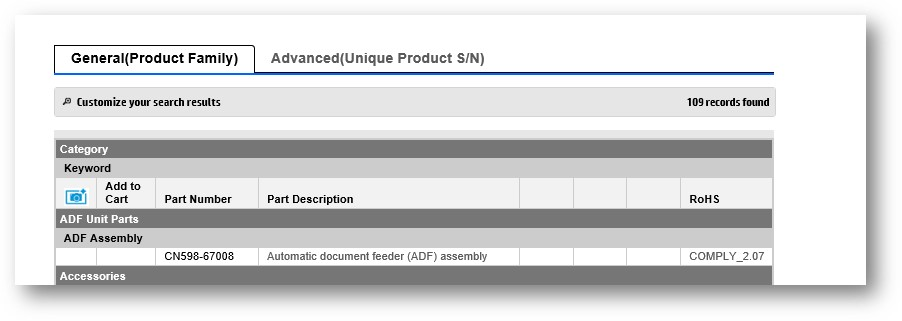 General(Product Family) Advanced(Unique Product S/N)
Customize your search results 109 records found
Category
Keyword
Add to
Cart Part Number Part Description RoHS
ADF Unit Parts
ADF Assembly
CN598-67008 Automatic document feeder (ADF) assembly COMPLY_2.07
Accessories